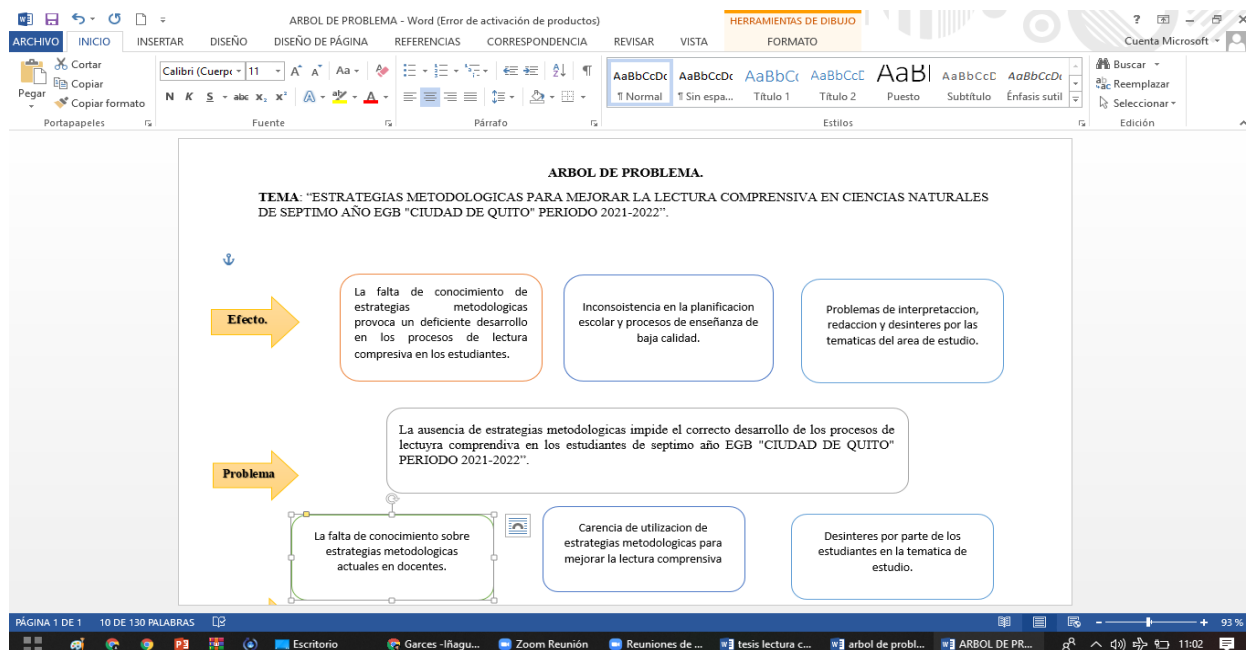 ARBOL DE PROBLEMA - Word (Error de activación de productos)
HERRAMIENTAS DE DIBUJO
ARCHIVO INICIO INSERTAR DISEÑO DISEÑO DE PÁGINA REFERENCIAS CORRESPONDENCIA REVISAR VISTA FORMATO Cuenta Microsoft
Pegar
Cortar
Copiar
Copiar formato
Portapapeles
Calibri (Cuerpo 11
N K S abc x₂ x²
Fuente
Párrafo
AaBbCcDc AaBbCcDc AaBbC AaBbCcC AaB AaBbCcC AaBbCcDc
¶ Normal ¶ Sin espa... Título 1 Título 2 Puesto Subtítulo Énfasis sutil
Estilos
Buscar
Reemplazar
Seleccionar
Edición
ARBOL DE PROBLEMA.
TEMA: “ESTRATEGIAS METODOLOGICAS PARA MEJORAR LA LECTURA COMPRENSIVA EN CIENCIAS NATURALES
DE SEPTIMO AÑO EGB "CIUDAD DE QUITO" PERIODO 2021-2022”.
Efecto.
La falta de conocimiento de
estrategias metodologicas
provoca un deficiente desarrollo
en los procesos de lectura
compresiva en los estudiantes.
Inconsoistencia en la planificacion
escolar y procesos de enseñanza de
baja calidad.
Problemas de interpretaccion,
redaccion y desinteres por las
tematicas del area de estudio.
Problema
La ausencia de estrategias metodologicas impide el correcto desarrollo de los procesos de
lectuyra comprendiva en los estudiantes de septimo año EGB "CIUDAD DE QUITO"
PERIODO 2021-2022”.
La falta de conocimiento sobre
estrategias metodologicas
actuales en docentes.
Carencia de utilizacion de
estrategias metodologicas para
mejorar la lectura comprensiva
Desinteres por parte de los
estudiantes en la tematica de
estudio.
PÁGINA 1 DE 1 10 DE 130 PALABRAS 93 %
Escritorio Garces -Iñagu... Zoom Reunión Reuniones de ... tesis lectura c... arbol de probl... ARBOL DE PR... 11:02